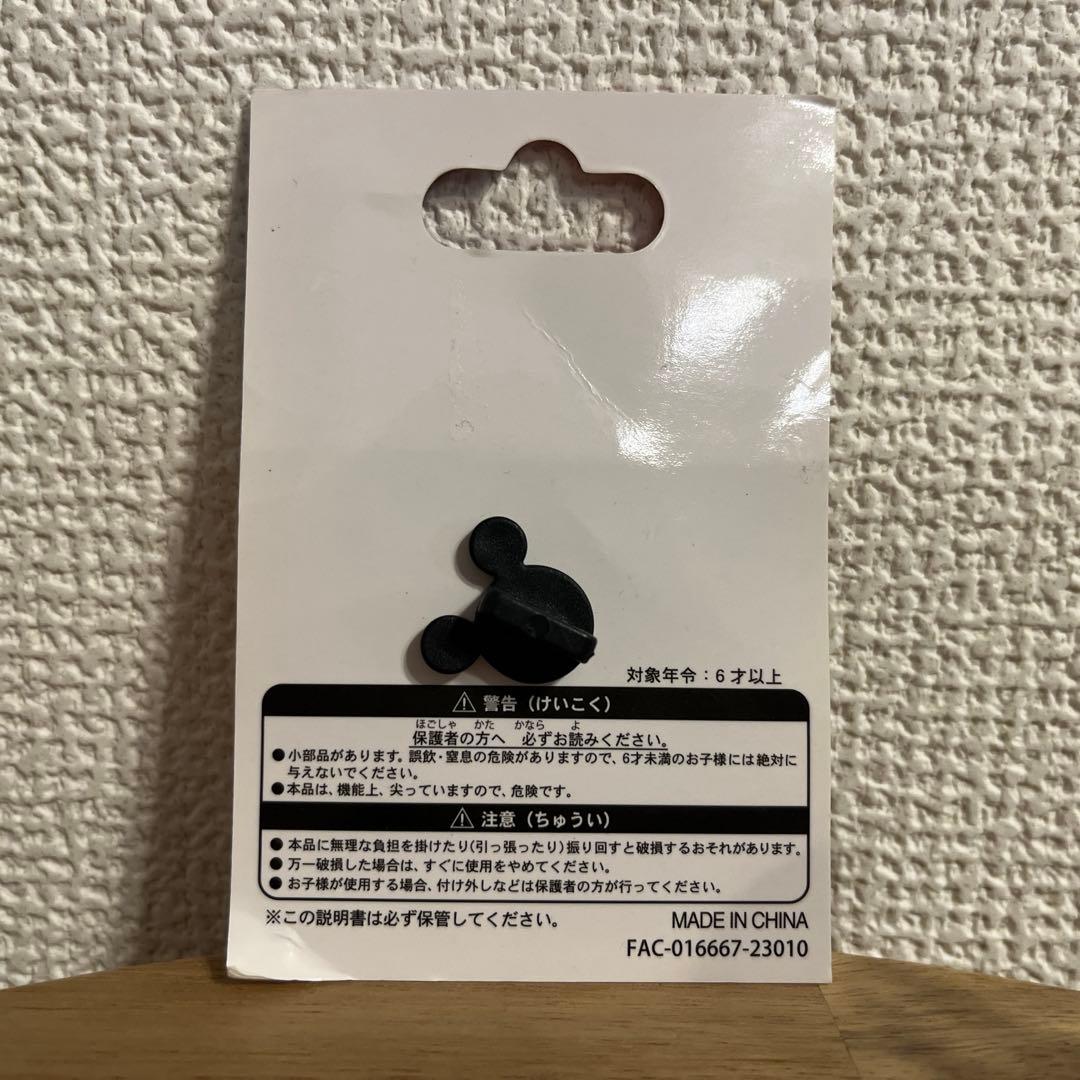 対象年令：6才以上
⚠ 警告（けいこく）
ほごしゃ かた かなら よ
保護者の方へ 必ずお読みください。
●小部品があります。誤飲・窒息の危険がありますので、6才未満のお子様には絶対に
与えないでください。
●本品は、機能上、尖っていますので、危険です。
⚠ 注意（ちゅうい）
●本品に無理な負担を掛けたり(引っ張ったり)振り回すと破損するおそれがあります。
●万一破損した場合は、すぐに使用をやめてください。
●お子様が使用する場合、付け外しなどは保護者の方が行ってください。
※この説明書は必ず保管してください。
MADE IN CHINA
FAC-016667-23010